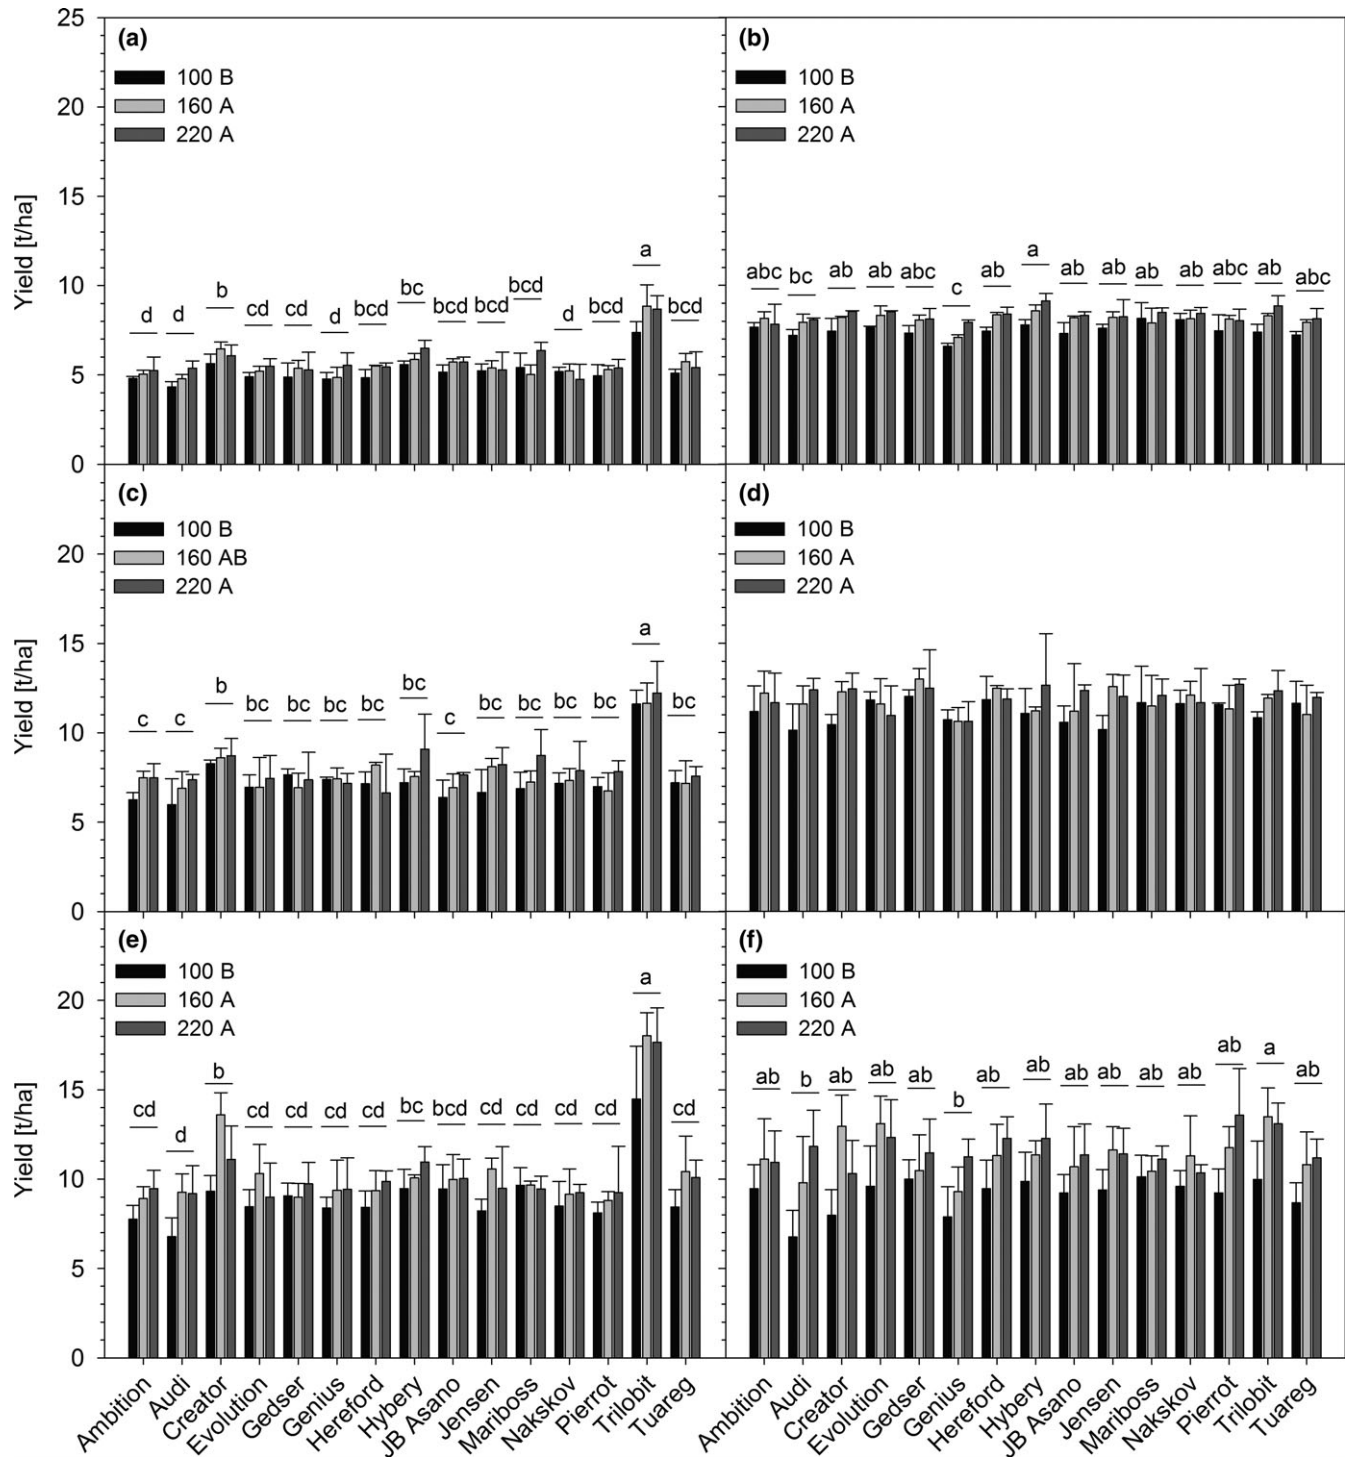 25
20
15
10
5
0
Yield [t/ha]
(a)
100 B
160 A
220 A
d d b cd cd d bcd bc bcd bcd bcd d bcd a bcd
(b)
100 B
160 A
220 A
abc bc ab ab abc c ab a ab ab ab ab abc ab abc
20
15
10
5
0
Yield [t/ha]
(c)
100 B
160 AB
220 A
c c b bc bc bc bc bc c bc bc bc bc a bc
(d)
100 B
160 A
220 A
20
15
10
5
0
Yield [t/ha]
(e)
100 B
160 A
220 A
cd d b cd cd cd cd bc bcd cd cd cd cd a cd
(f)
100 B
160 A
220 A
ab b ab ab ab b ab ab ab ab ab ab ab a ab
Ambition
Audi
Creator
Evolution
Gedser
Genius
Hereford
Hybery
JB Asano
Jensen
Mariboss
Nakskov
Pierrot
Trilobit
Tuareg
Ambition
Audi
Creator
Evolution
Gedser
Genius
Hereford
Hybery
JB Asano
Jensen
Mariboss
Nakskov
Pierrot
Trilobit
Tuareg